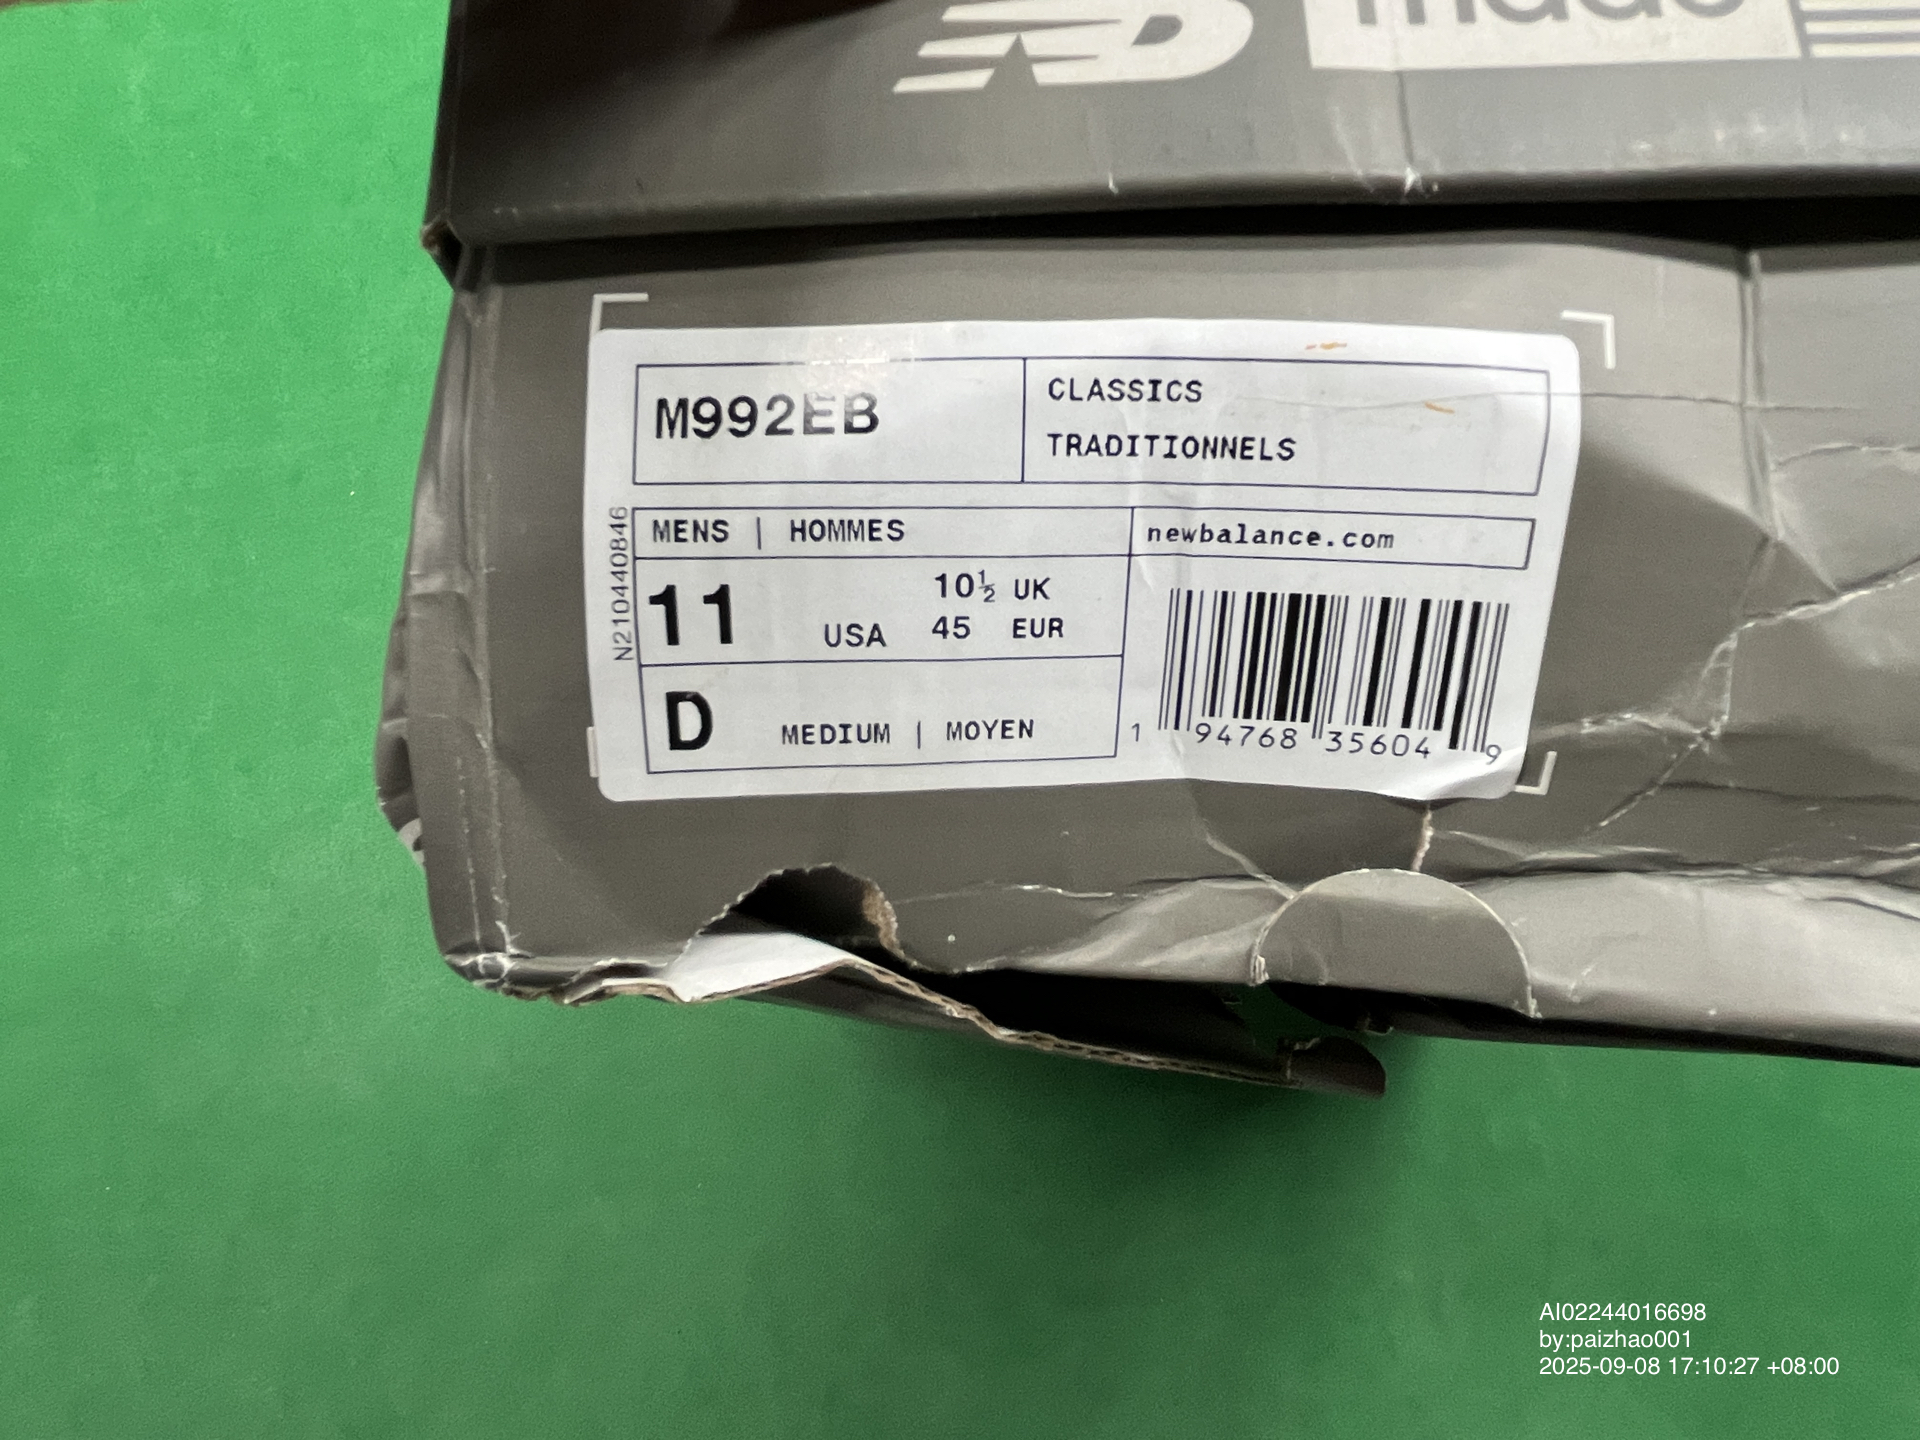 made
M992EB
CLASSICS
TRADITIONNELS
N210440846
MENS | HOMMES
newbalance.com
11 USA
10½ UK
45 EUR
D MEDIUM | MOYEN
1 94768 35604 9
AI02244016698
by:paizhao001
2025-09-08 17:10:27 +08:00